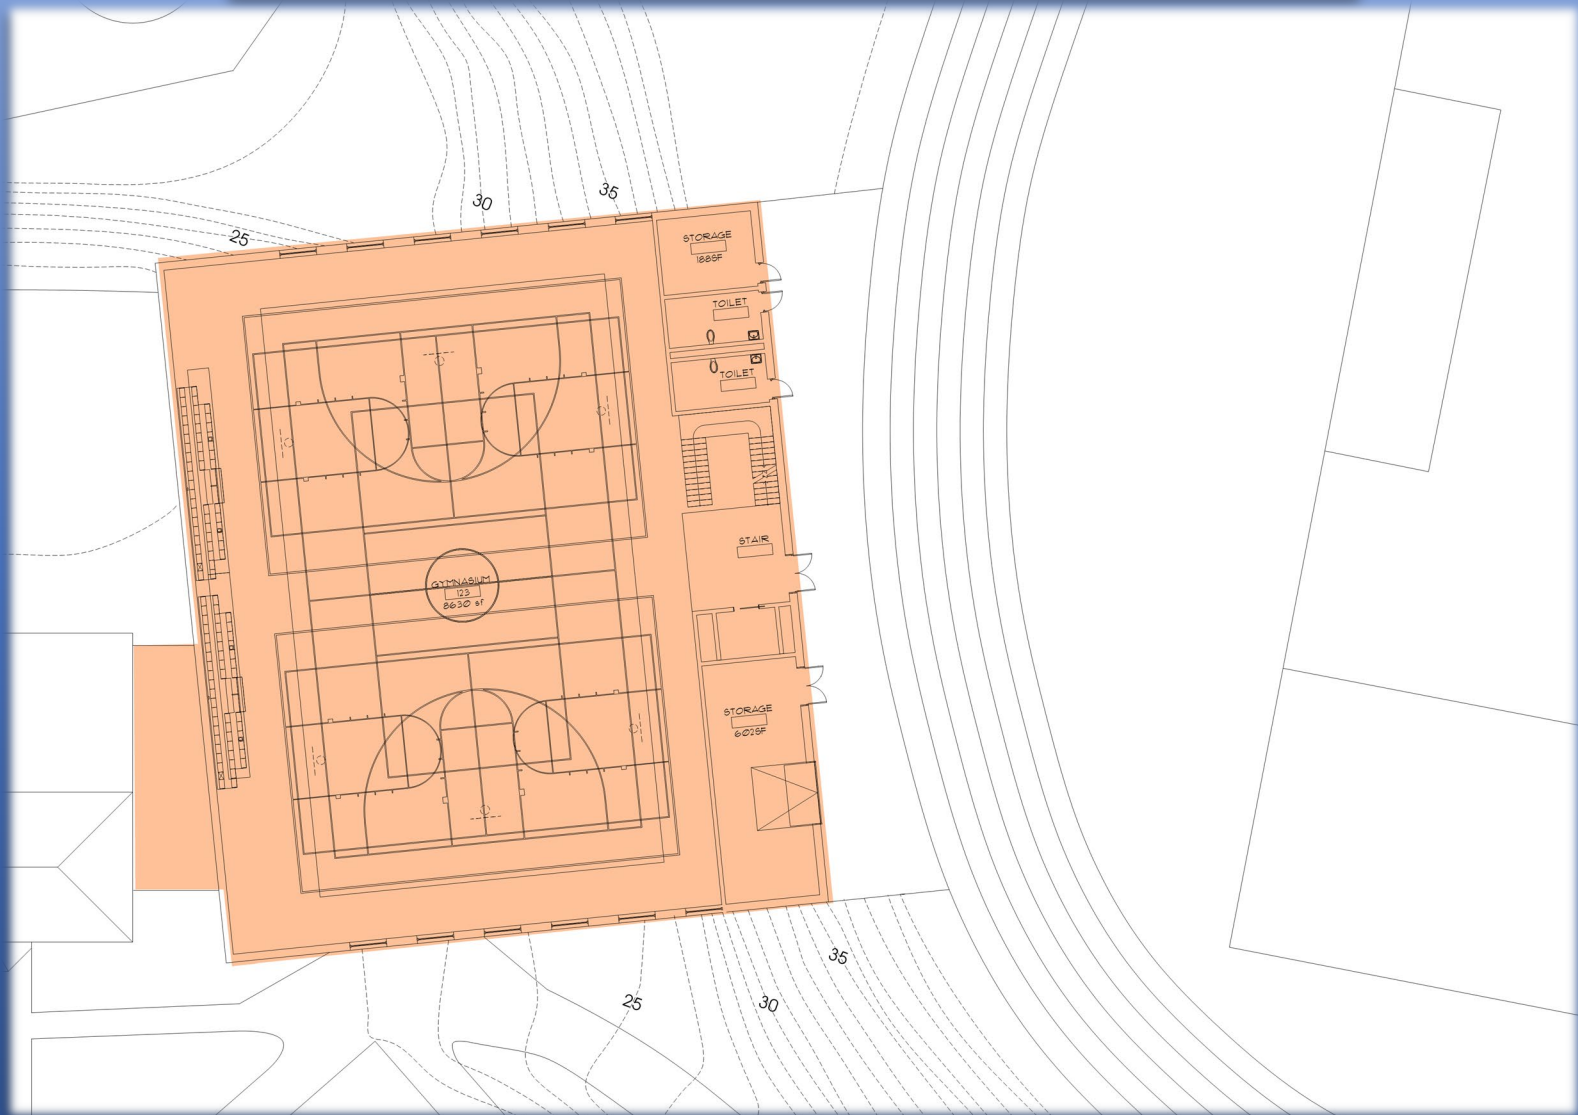 35
30
25
STORAGE
188SF
TOILET
TOILET
STAIR
GYMNASIUM
123
8630 sf
STORAGE
602SF
35
25
30